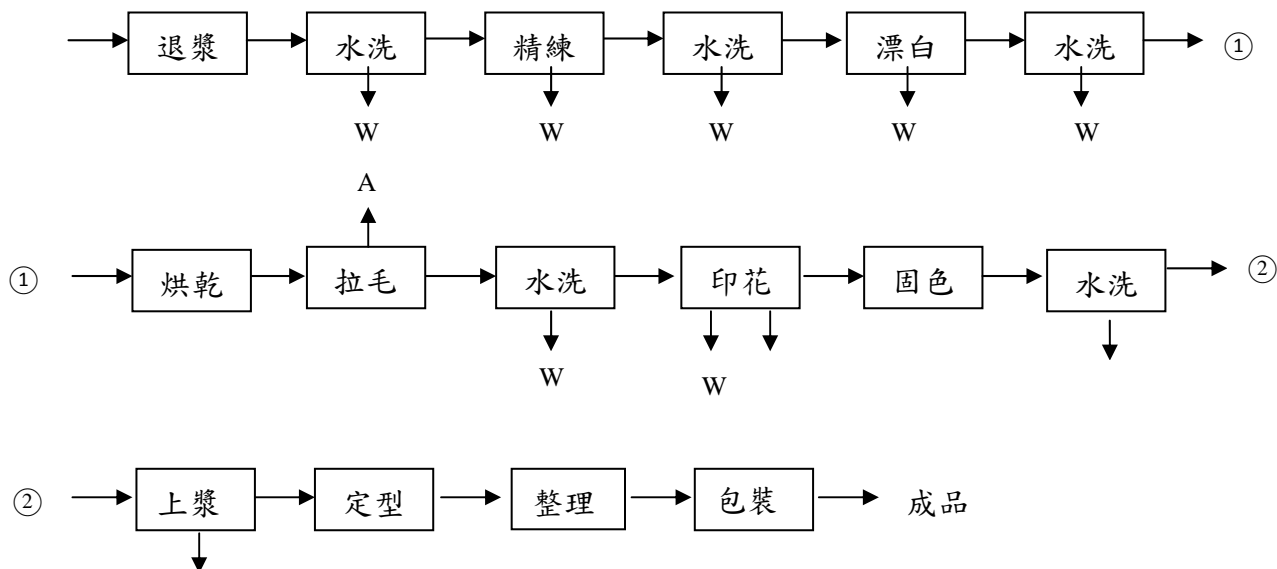 退漿 水洗 精練 水洗 漂白 水洗 ①
W W W W W
A
① 烘乾 拉毛 水洗 印花 固色 水洗 ②
W W
② 上漿 定型 整理 包裝 成品